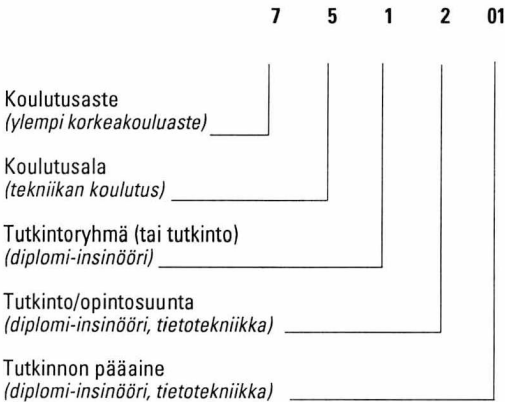 7 5 1 2 01
Koulutusaste
(ylempi korkeakouluaste)
Koulutusala
(tekniikan koulutus)
Tutkintoryhmä (tai tutkinto)
(diplomi-insinööri)
Tutkinto/opintosuunta
(diplomi-insinööri, tietotekniikka)
Tutkinnon pääaine
(diplomi-insinööri, tietotekniikka)